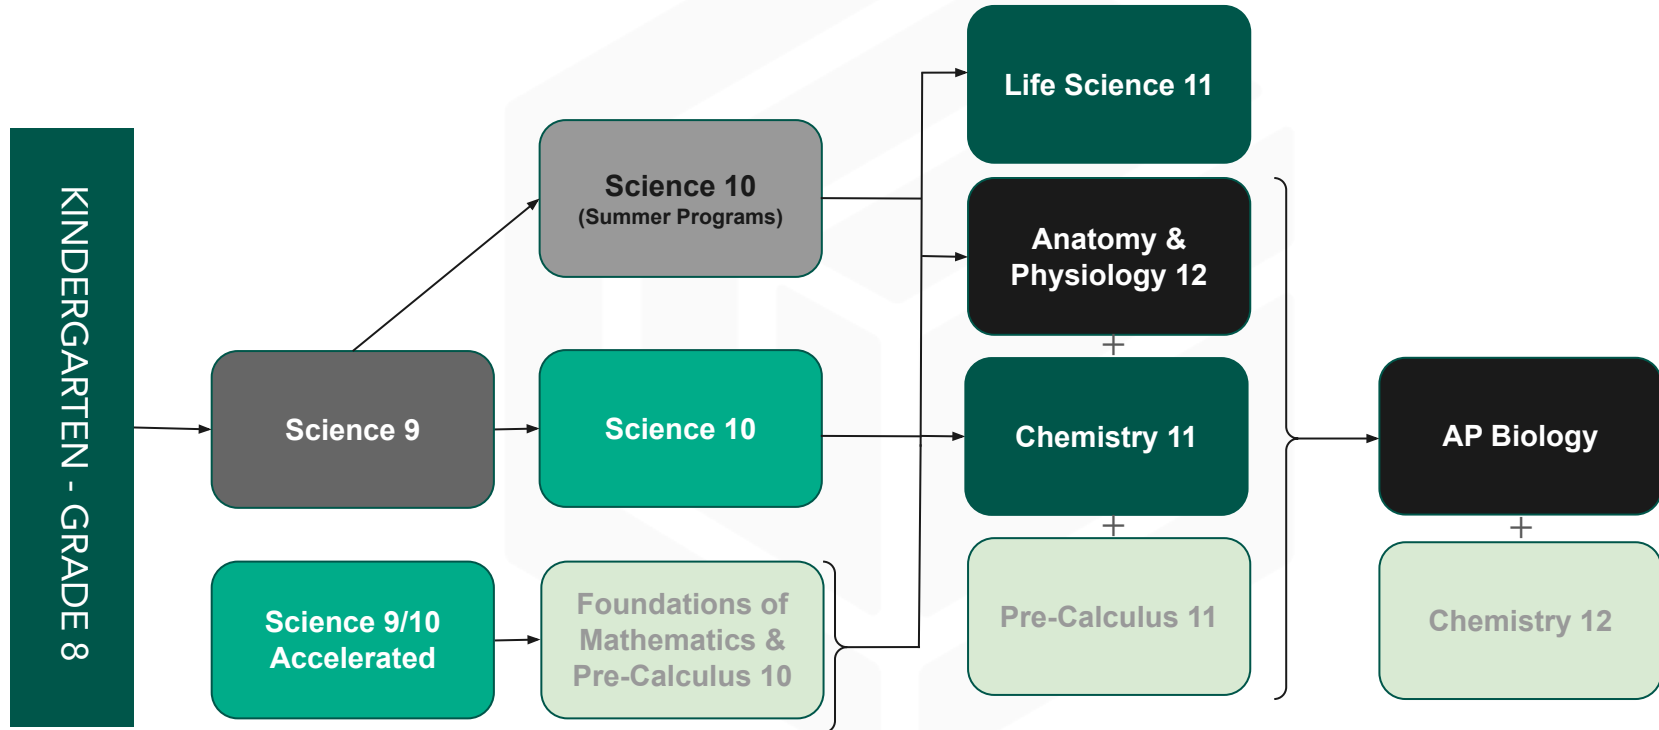 KINDERGARTEN - GRADE 8
Science 9
Science 9/10
Accelerated
Science 10
(Summer Programs)
Science 10
Foundations of
Mathematics &
Pre-Calculus 10
Life Science 11
Anatomy &
Physiology 12
+
Chemistry 11
+
Pre-Calculus 11
AP Biology
+
Chemistry 12